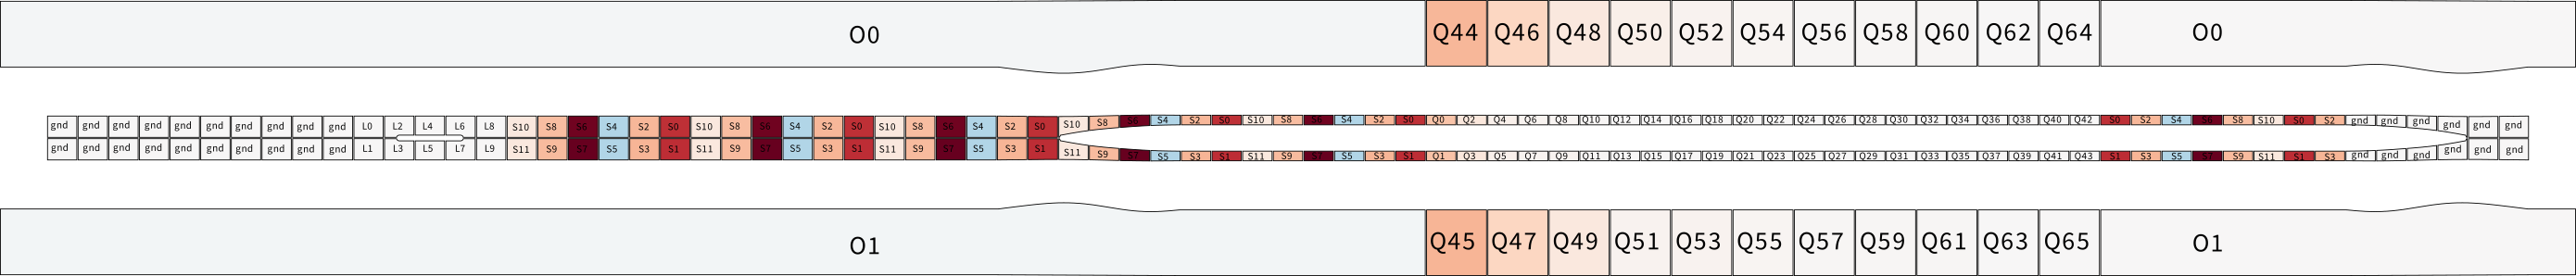 O0 Q44 Q46 Q48 Q50 Q52 Q54 Q56 Q58 Q60 Q62 Q64 O0
gnd gnd gnd gnd gnd gnd gnd gnd gnd gnd L0 L2 L4 L6 L8 S10 S8 S6 S4 S2 S0 S10 S8 S6 S4 S2 S0 S10 S8 S6 S4 S2 S0 S10 S8 S6 S4 S2 S0 S10 S8 S6 S4 S2 S0 Q0 Q2 Q4 Q6 Q8 Q10 Q12 Q14 Q16 Q18 Q20 Q22 Q24 Q26 Q28 Q30 Q32 Q34 Q36 Q38 Q40 Q42 S0 S2 S4 S6 S8 S10 S0 S2 gnd gnd gnd gnd gnd gnd
gnd gnd gnd gnd gnd gnd gnd gnd gnd gnd L1 L3 L5 L7 L9 S11 S9 S7 S5 S3 S1 S11 S9 S7 S5 S3 S1 S11 S9 S7 S5 S3 S1 S11 S9 S7 S5 S3 S1 S11 S9 S7 S5 S3 S1 Q1 Q3 Q5 Q7 Q9 Q11 Q13 Q15 Q17 Q19 Q21 Q23 Q25 Q27 Q29 Q31 Q33 Q35 Q37 Q39 Q41 Q43 S1 S3 S5 S7 S9 S11 S1 S3 gnd gnd gnd gnd gnd gnd
O1 Q45 Q47 Q49 Q51 Q53 Q55 Q57 Q59 Q61 Q63 Q65 O1